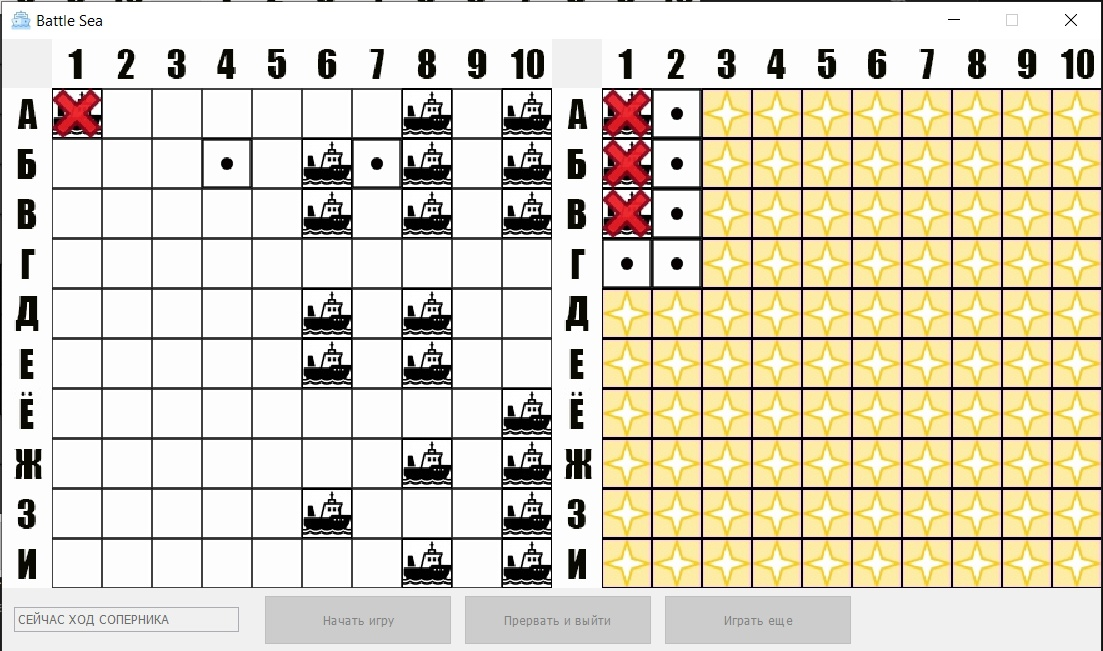 Battle Sea
1 2 3 4 5 6 7 8 9 10 1 2 3 4 5 6 7 8 9 10
А А
Б Б
В В
Г Г
Д Д
Е Е
Ё Ё
Ж Ж
З З
И И
СЕЙЧАС ХОД СОПЕРНИКА Начать игру Прервать и выйти Играть еще